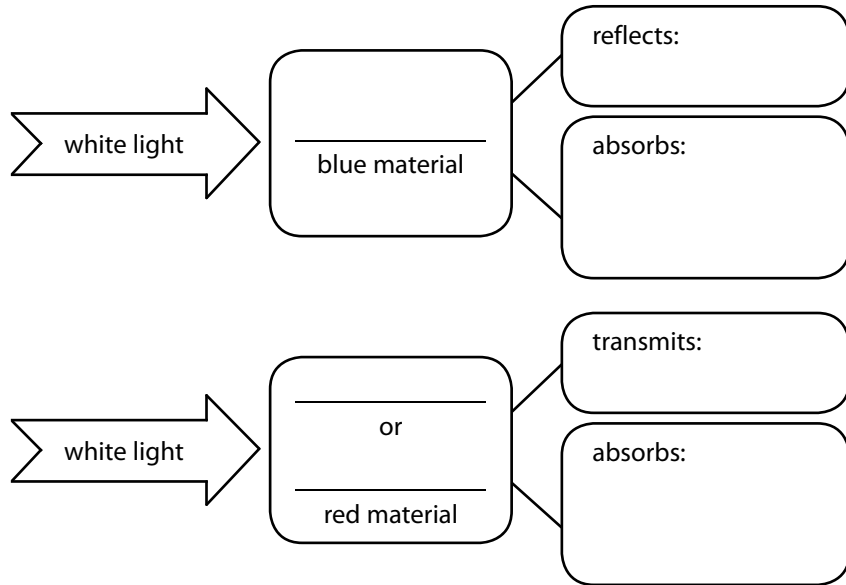 white light
blue material
reflects:
absorbs:
white light
or
red material
transmits:
absorbs: